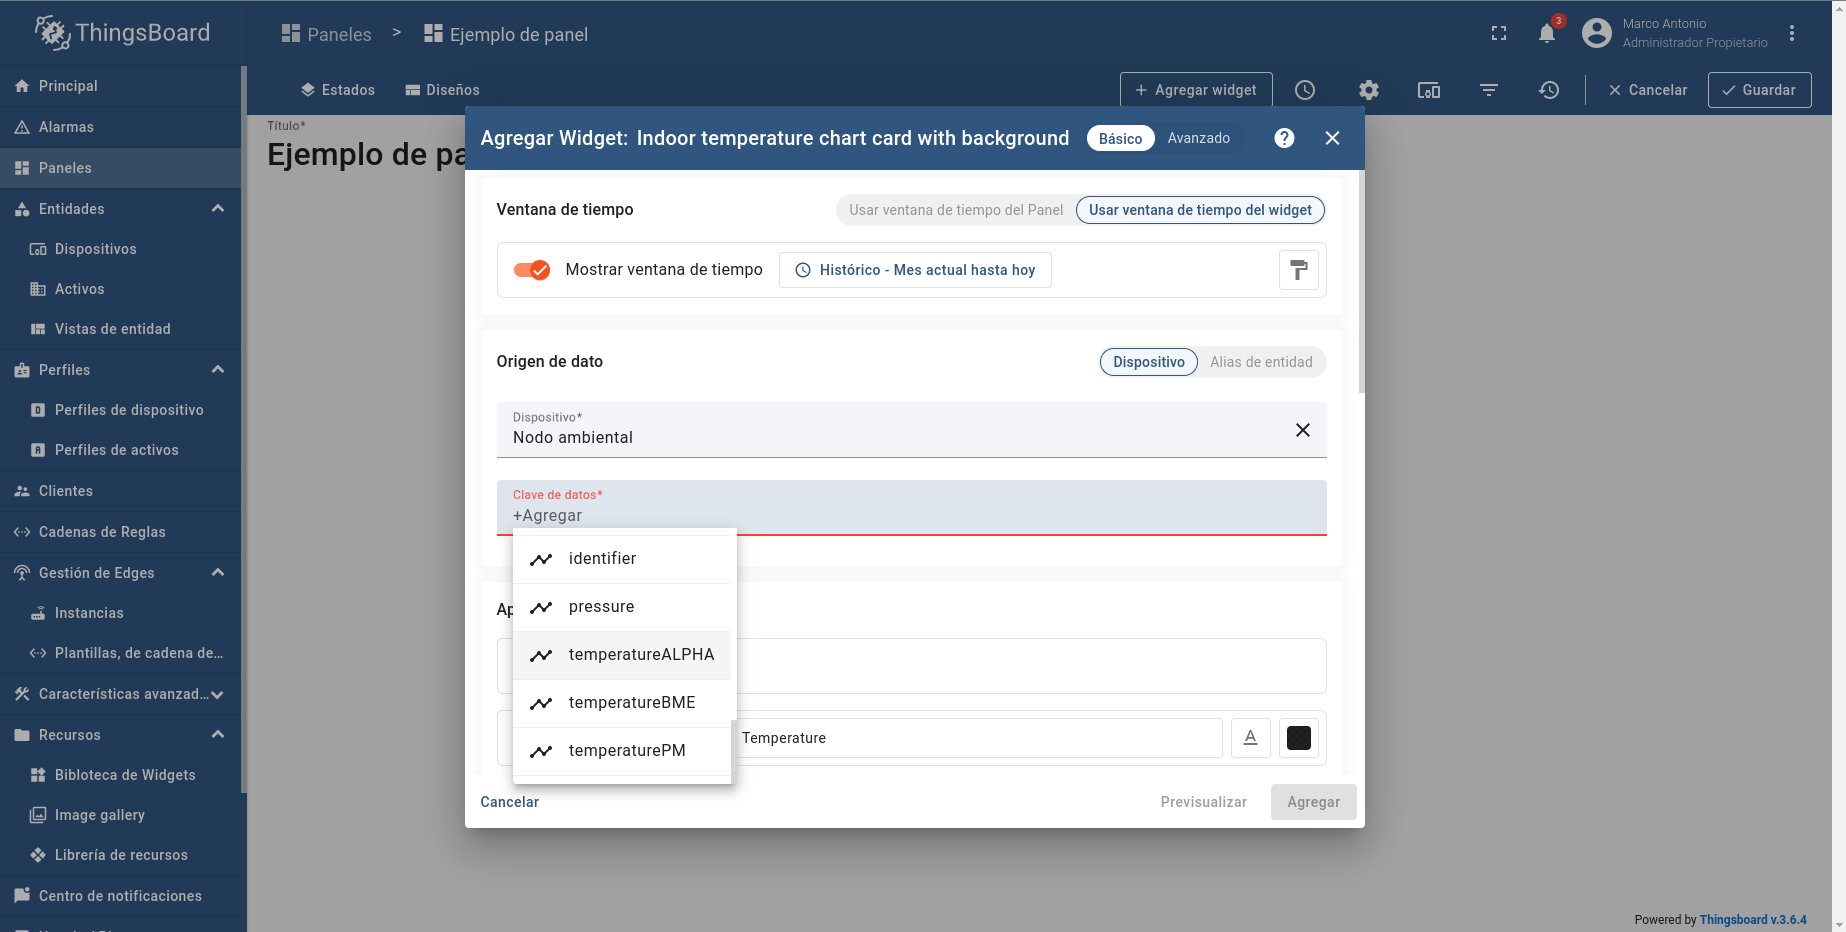 ThingsBoard
Paneles > Ejemplo de panel
3
Marco Antonio
Administrador Propietario
Principal
Alarmas
Paneles
Entidades
Dispositivos
Activos
Vistas de entidad
Perfiles
Perfiles de dispositivo
Perfiles de activos
Clientes
Cadenas de Reglas
Gestión de Edges
Instancias
Plantillas, de cadena de...
Características avanzad...
Recursos
Bibloteca de Widgets
Image gallery
Librería de recursos
Centro de notificaciones
Estados
Diseños
+ Agregar widget
Cancelar
Guardar
Título*
Ejemplo de pa
Agregar Widget: Indoor temperature chart card with background
Básico
Avanzado
Ventana de tiempo
Usar ventana de tiempo del Panel
Usar ventana de tiempo del widget
Mostrar ventana de tiempo
Histórico - Mes actual hasta hoy
Origen de dato
Dispositivo
Alias de entidad
Dispositivo*
Nodo ambiental
Clave de datos*
+Agregar
identifier
pressure
temperatureALPHA
temperatureBME
temperaturePM
Ap
Temperature
A
Cancelar
Previsualizar
Agregar
Powered by Thingsboard v.3.6.4